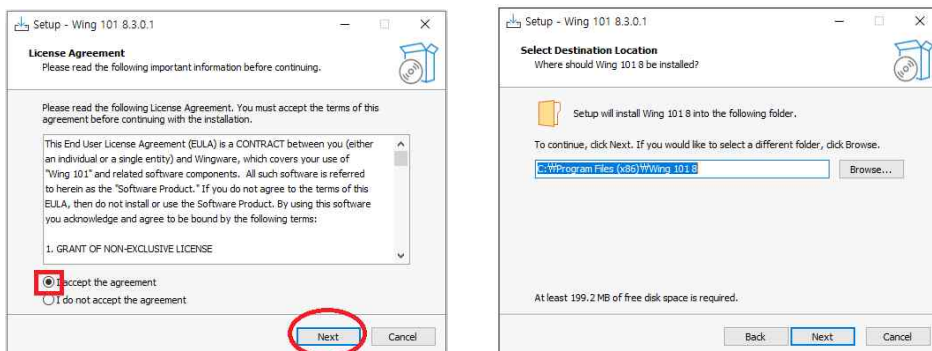 Setup - Wing 101 8.3.0.1
License Agreement
Please read the following important information before continuing.
Please read the following License Agreement. You must accept the terms of this
agreement before continuing with the installation.
This End User License Agreement (EULA) is a CONTRACT between you (either
an individual or a single entity) and Wingware, which covers your use of
"Wing 101" and related software components. All such software is referred
to herein as the "Software Product." If you do not agree to the terms of this
EULA, then do not install or use the Software Product. By using this software
you acknowledge and agree to be bound by the following terms:
1. GRANT OF NON-EXCLUSIVE LICENSE
I accept the agreement
I do not accept the agreement
Next
Cancel
Setup - Wing 101 8.3.0.1
Select Destination Location
Where should Wing 101 8 be installed?
Setup will install Wing 101 8 into the following folder.
To continue, click Next. If you would like to select a different folder, click Browse.
C:₩Program Files (x86)₩Wing 101 8
Browse...
At least 199.2 MB of free disk space is required.
Back
Next
Cancel